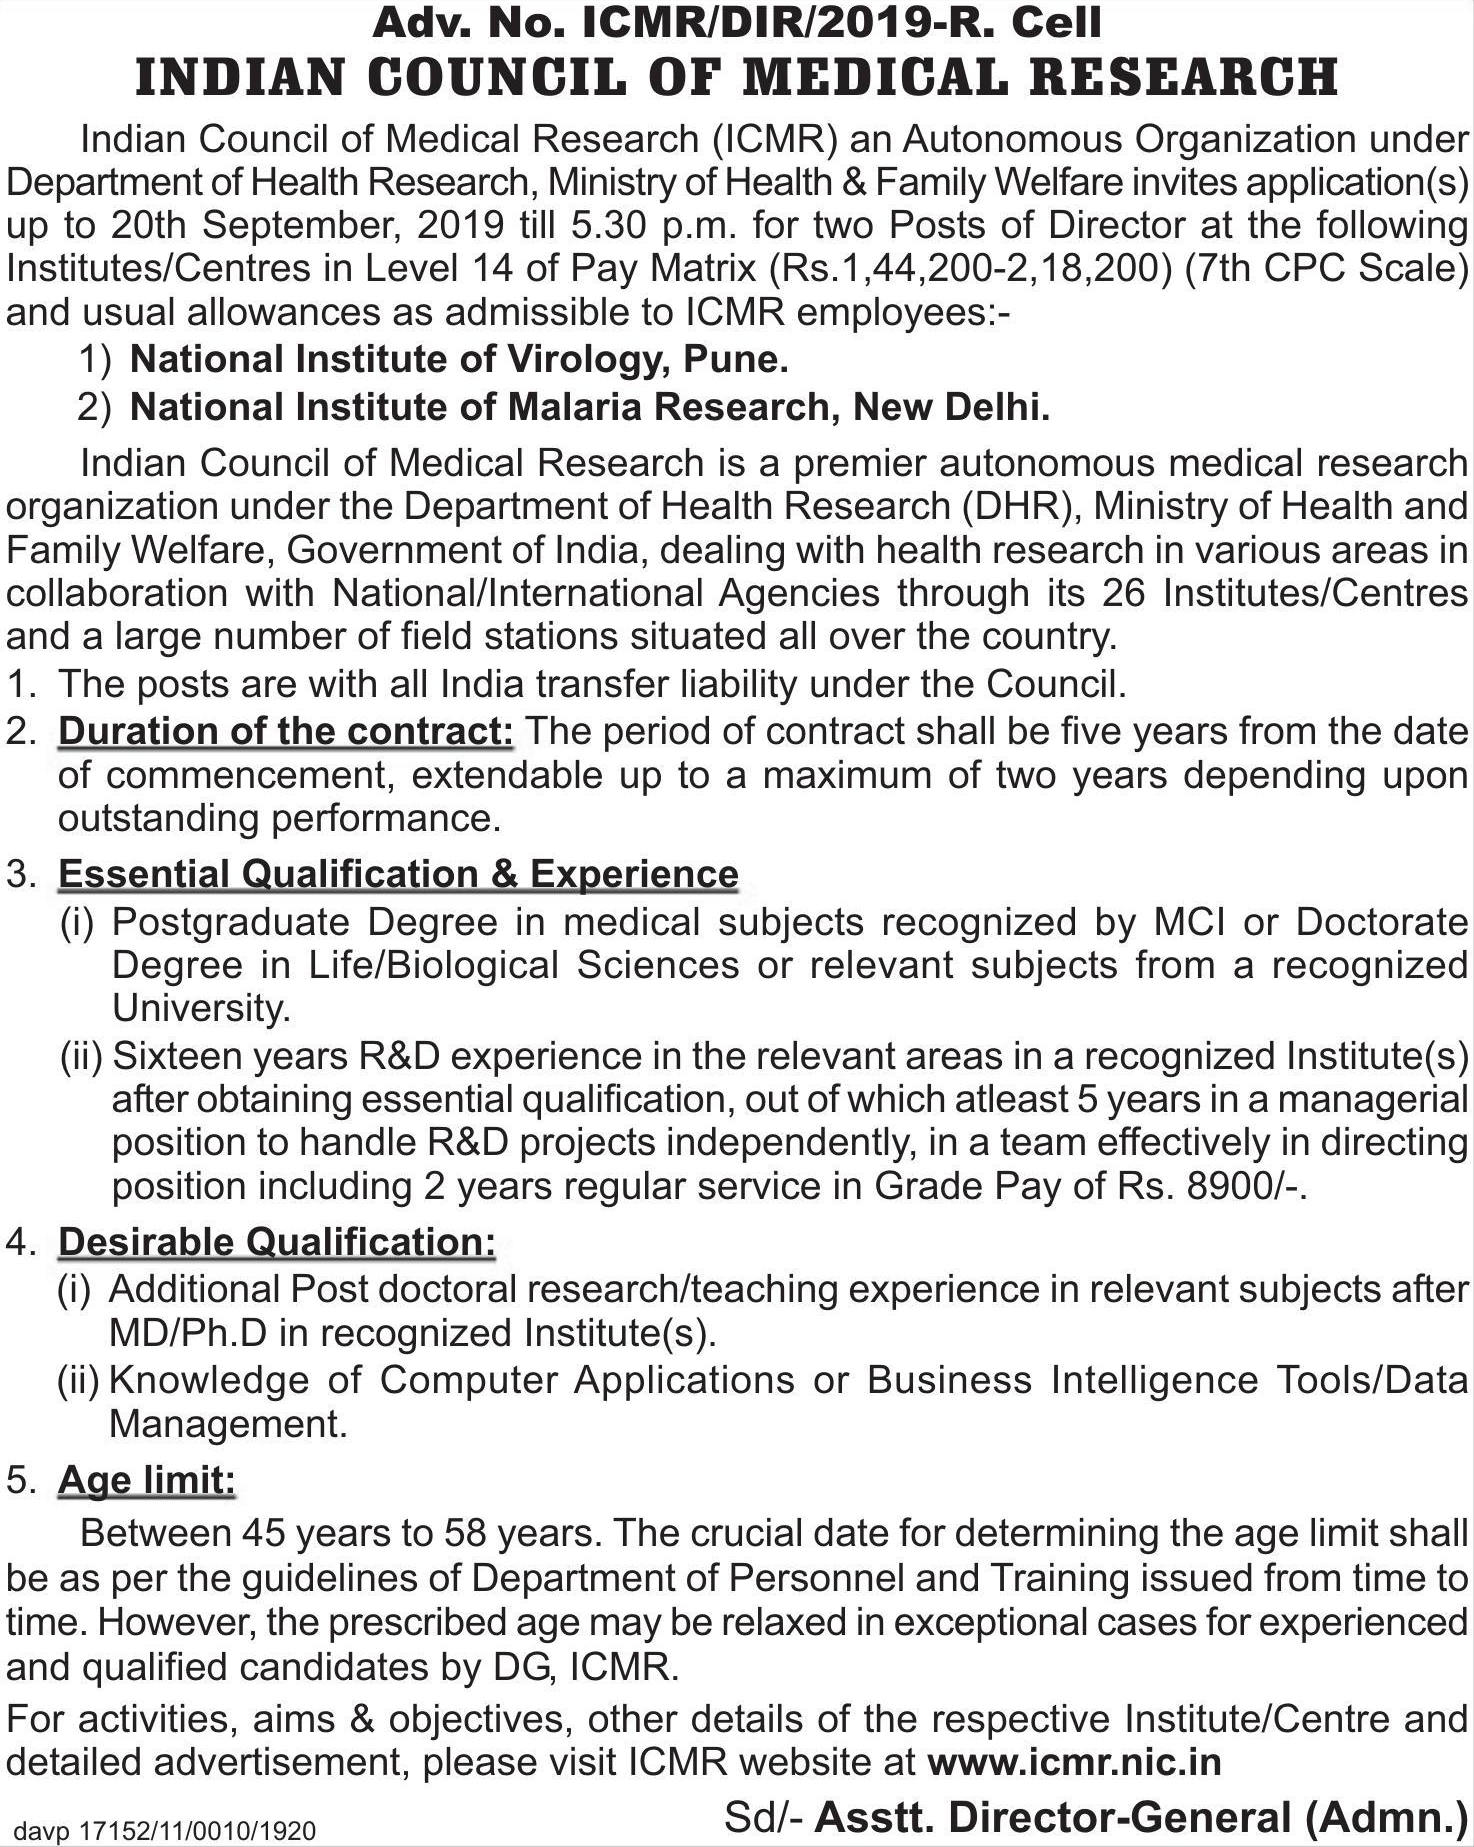 Adv. No. ICMR/DIR/2019-R. Cell
INDIAN COUNCIL OF MEDICAL RESEARCH
Indian Council of Medical Research (ICMR) an Autonomous Organization under
Department of Health Research, Ministry of Health & Family Welfare invites application(s)
up to 20th September, 2019 till 5.30 p.m. for two Posts of Director at the following
Institutes/Centres in Level 14 of Pay Matrix (Rs.1,44,200-2,18,200) (7th CPC Scale)
and usual allowances as admissible to ICMR employees:-
1) National Institute of Virology, Pune.
2) National Institute of Malaria Research, New Delhi.
Indian Council of Medical Research is a premier autonomous medical research
organization under the Department of Health Research (DHR), Ministry of Health and
Family Welfare, Government of India, dealing with health research in various areas in
collaboration with National/International Agencies through its 26 Institutes/Centres
and a large number of field stations situated all over the country.
1. The posts are with all India transfer liability under the Council.
2. Duration of the contract: The period of contract shall be five years from the date
of commencement, extendable up to a maximum of two years depending upon
outstanding performance.
3. Essential Qualification & Experience
(i) Postgraduate Degree in medical subjects recognized by MCI or Doctorate
Degree in Life/Biological Sciences or relevant subjects from a recognized
University.
(ii) Sixteen years R&D experience in the relevant areas in a recognized Institute(s)
after obtaining essential qualification, out of which atleast 5 years in a managerial
position to handle R&D projects independently, in a team effectively in directing
position including 2 years regular service in Grade Pay of Rs. 8900/-.
4. Desirable Qualification:
(i) Additional Post doctoral research/teaching experience in relevant subjects after
MD/Ph.D in recognized Institute(s).
(ii) Knowledge of Computer Applications or Business Intelligence Tools/Data
Management.
5. Age limit:
Between 45 years to 58 years. The crucial date for determining the age limit shall
be as per the guidelines of Department of Personnel and Training issued from time to
time. However, the prescribed age may be relaxed in exceptional cases for experienced
and qualified candidates by DG, ICMR.
For activities, aims & objectives, other details of the respective Institute/Centre and
detailed advertisement, please visit ICMR website at www.icmr.nic.in
Sd/- Asstt. Director-General (Admn.)
davp 17152/11/0010/1920